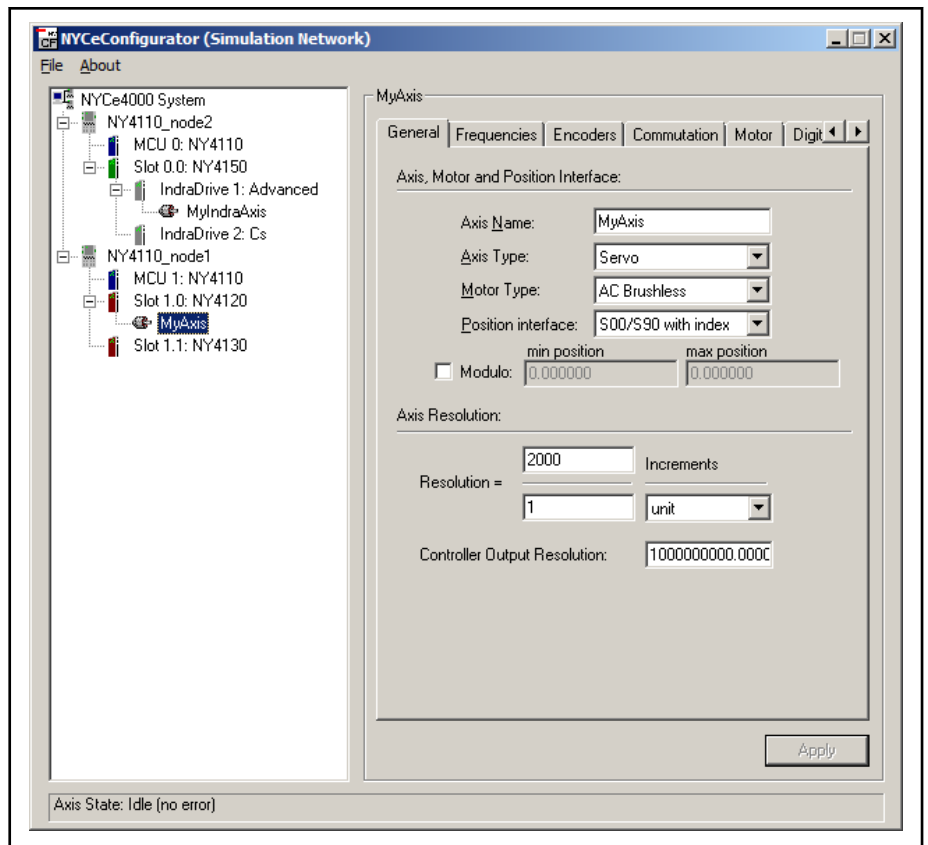 NYCeConfigurator (Simulation Network)
File About
NYCe4000 System
NY4110_node2
MCU 0: NY4110
Slot 0.0: NY4150
IndraDrive 1: Advanced
MyIndraAxis
IndraDrive 2: Cs
NY4110_node1
MCU 1: NY4110
Slot 1.0: NY4120
MyAxis
Slot 1.1: NY4130
MyAxis
General Frequencies Encoders Commutation Motor Digit
Axis, Motor and Position Interface:
Axis Name: MyAxis
Axis Type: Servo
Motor Type: AC Brushless
Position interface: S00/S90 with index
min position max position
Modulo: 0.000000 0.000000
Axis Resolution:
2000 Increments
Resolution =
1 unit
Controller Output Resolution: 1000000000.000C
Apply
Axis State: Idle (no error)